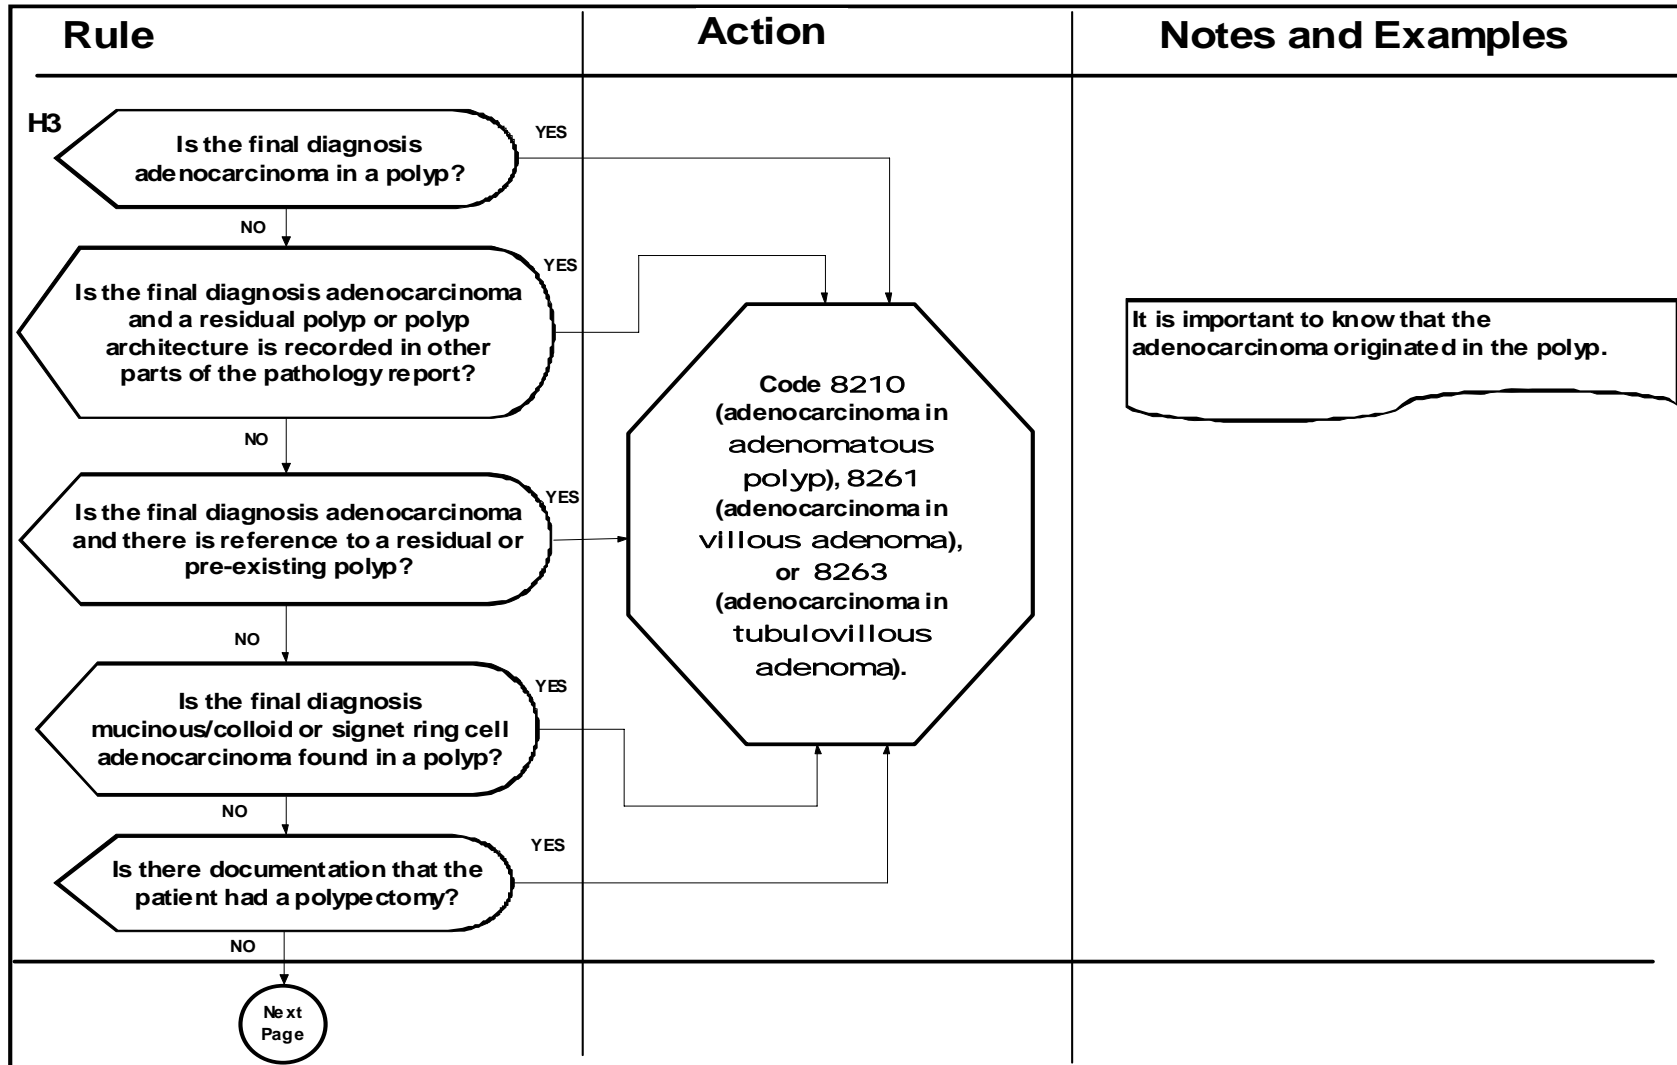 Rule
Action
Notes and Examples
H3
Is the final diagnosis
adenocarcinoma in a polyp?
YES
NO
Is the final diagnosis adenocarcinoma
and a residual polyp or polyp
architecture is recorded in other
parts of the pathology report?
YES
NO
Is the final diagnosis adenocarcinoma
and there is reference to a residual or
pre-existing polyp?
YES
NO
Is the final diagnosis
mucinous/colloid or signet ring cell
adenocarcinoma found in a polyp?
YES
NO
Is there documentation that the
patient had a polypectomy?
YES
NO
Next
Page
Code 8210
(adenocarcinoma in
adenomatous
polyp), 8261
(adenocarcinoma in
villous adenoma),
or 8263
(adenocarcinoma in
tubulovillous
adenoma).
It is important to know that the
adenocarcinoma originated in the polyp.